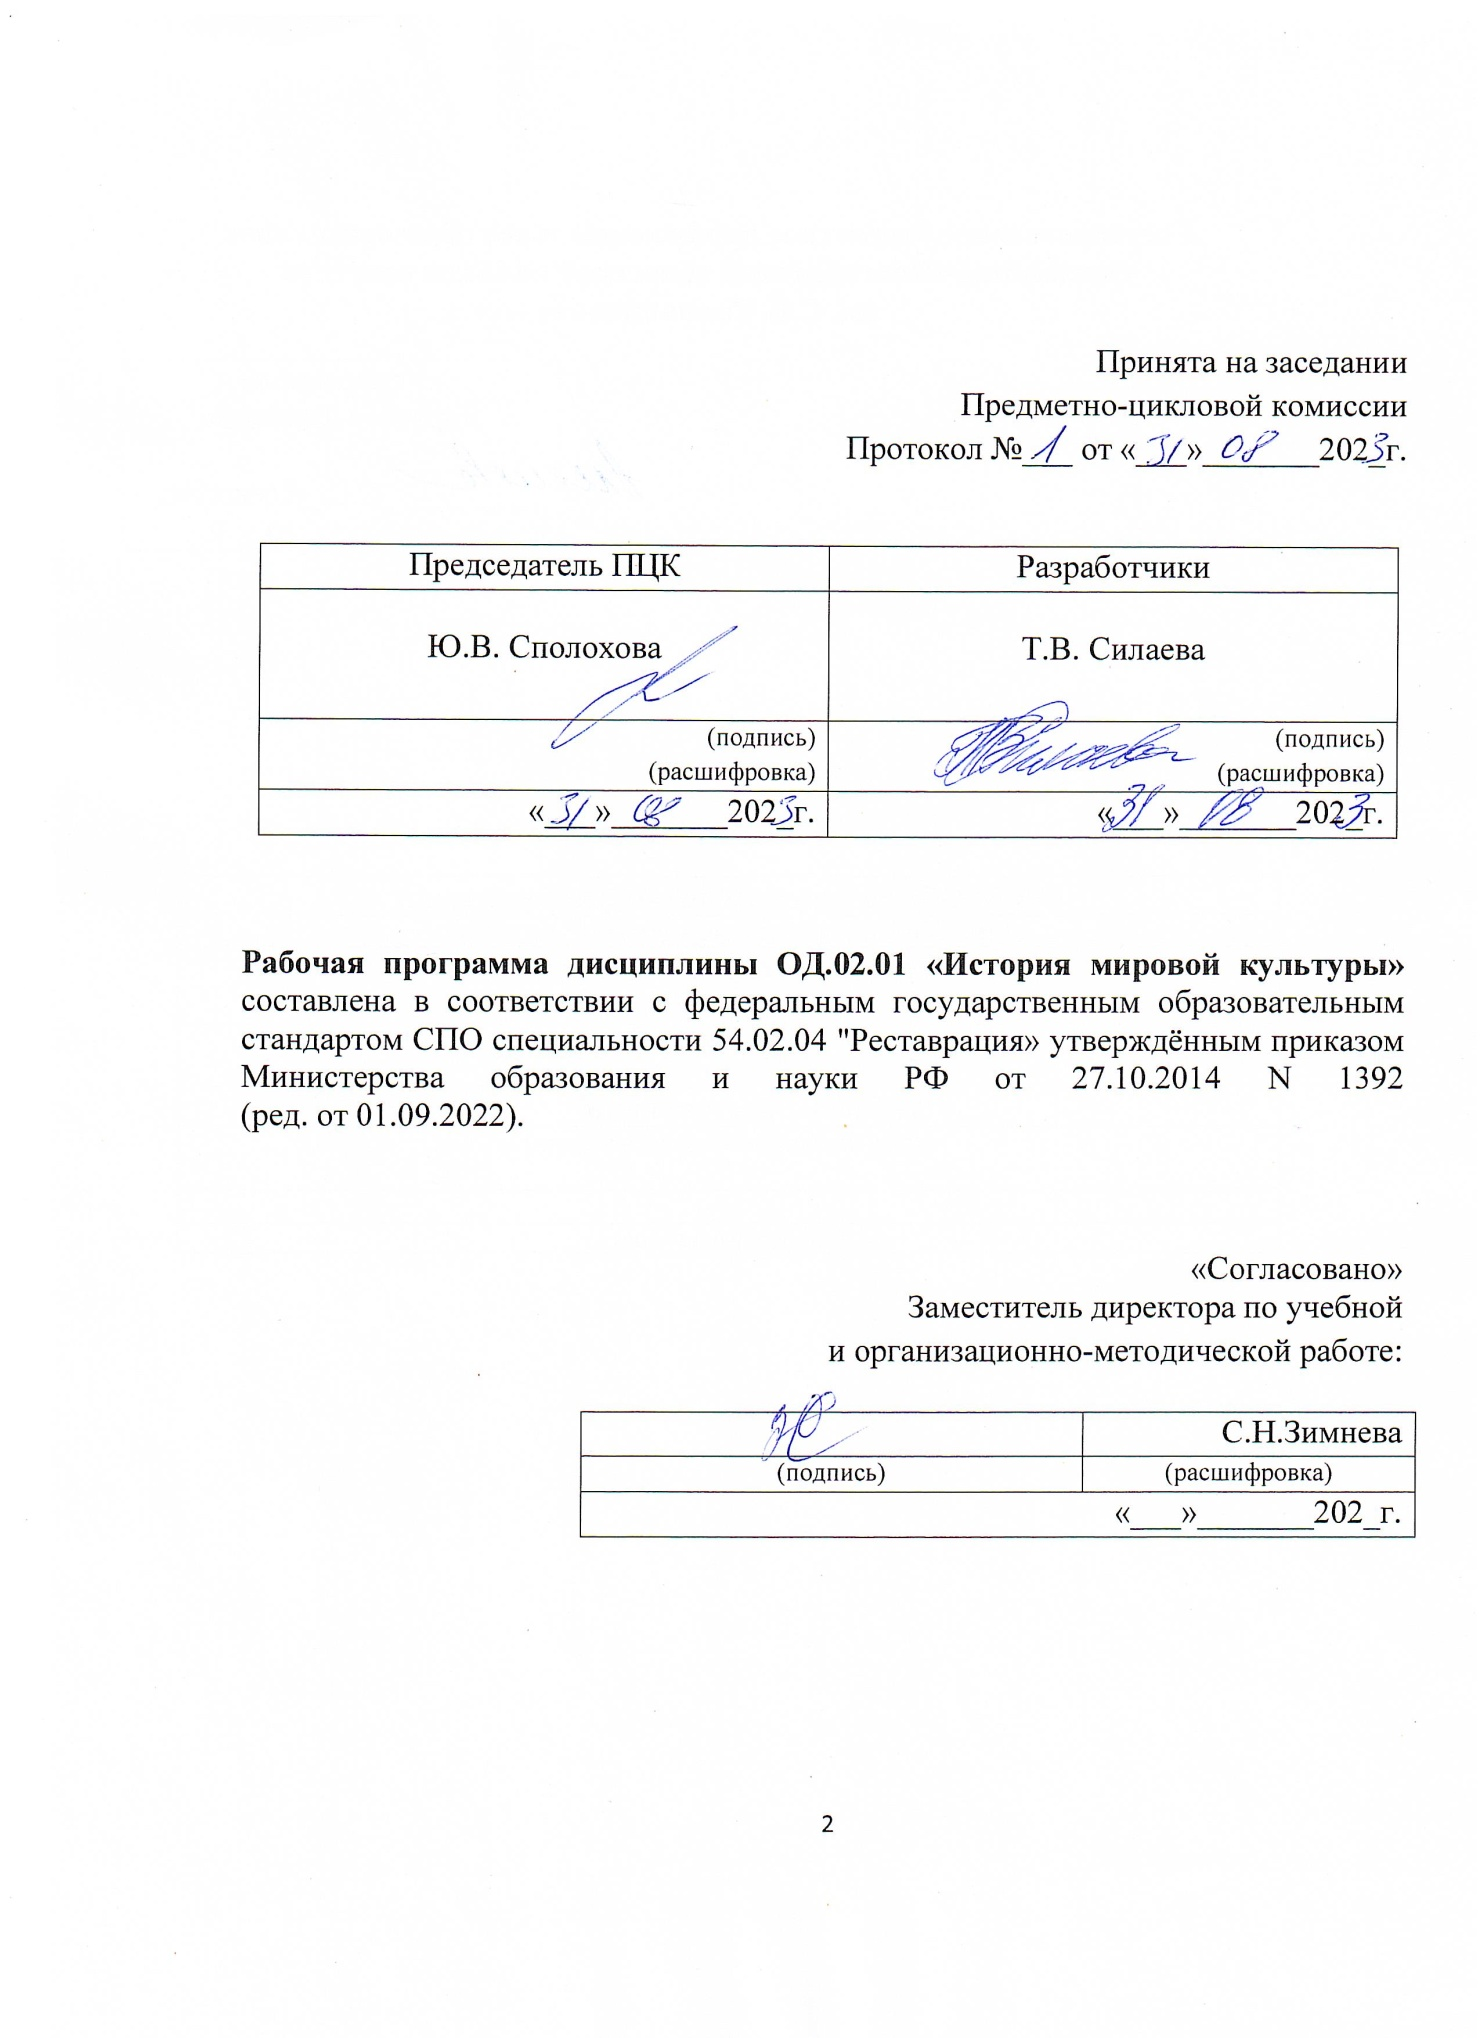 Принята на заседании
Предметно-цикловой комиссии
Протокол № 1 от « 31 » 08 2023г.
Председатель ПЦК Разработчики
Ю.В. Сполохова Т.В. Силаева
(подпись) (подпись)
(расшифровка) (расшифровка)
« 31 » 08 2023г. « 31 » 08 2023г.
Рабочая программа дисциплины ОД.02.01 «История мировой культуры»
составлена в соответствии с федеральным государственным образовательным
стандартом СПО специальности 54.02.04 "Реставрация» утверждённым приказом
Министерства образования и науки РФ от 27.10.2014 N 1392
(ред. от 01.09.2022).
«Согласовано»
Заместитель директора по учебной
и организационно-методической работе:
С.Н.Зимнева
(подпись) (расшифровка)
«___»_______202_г.
2